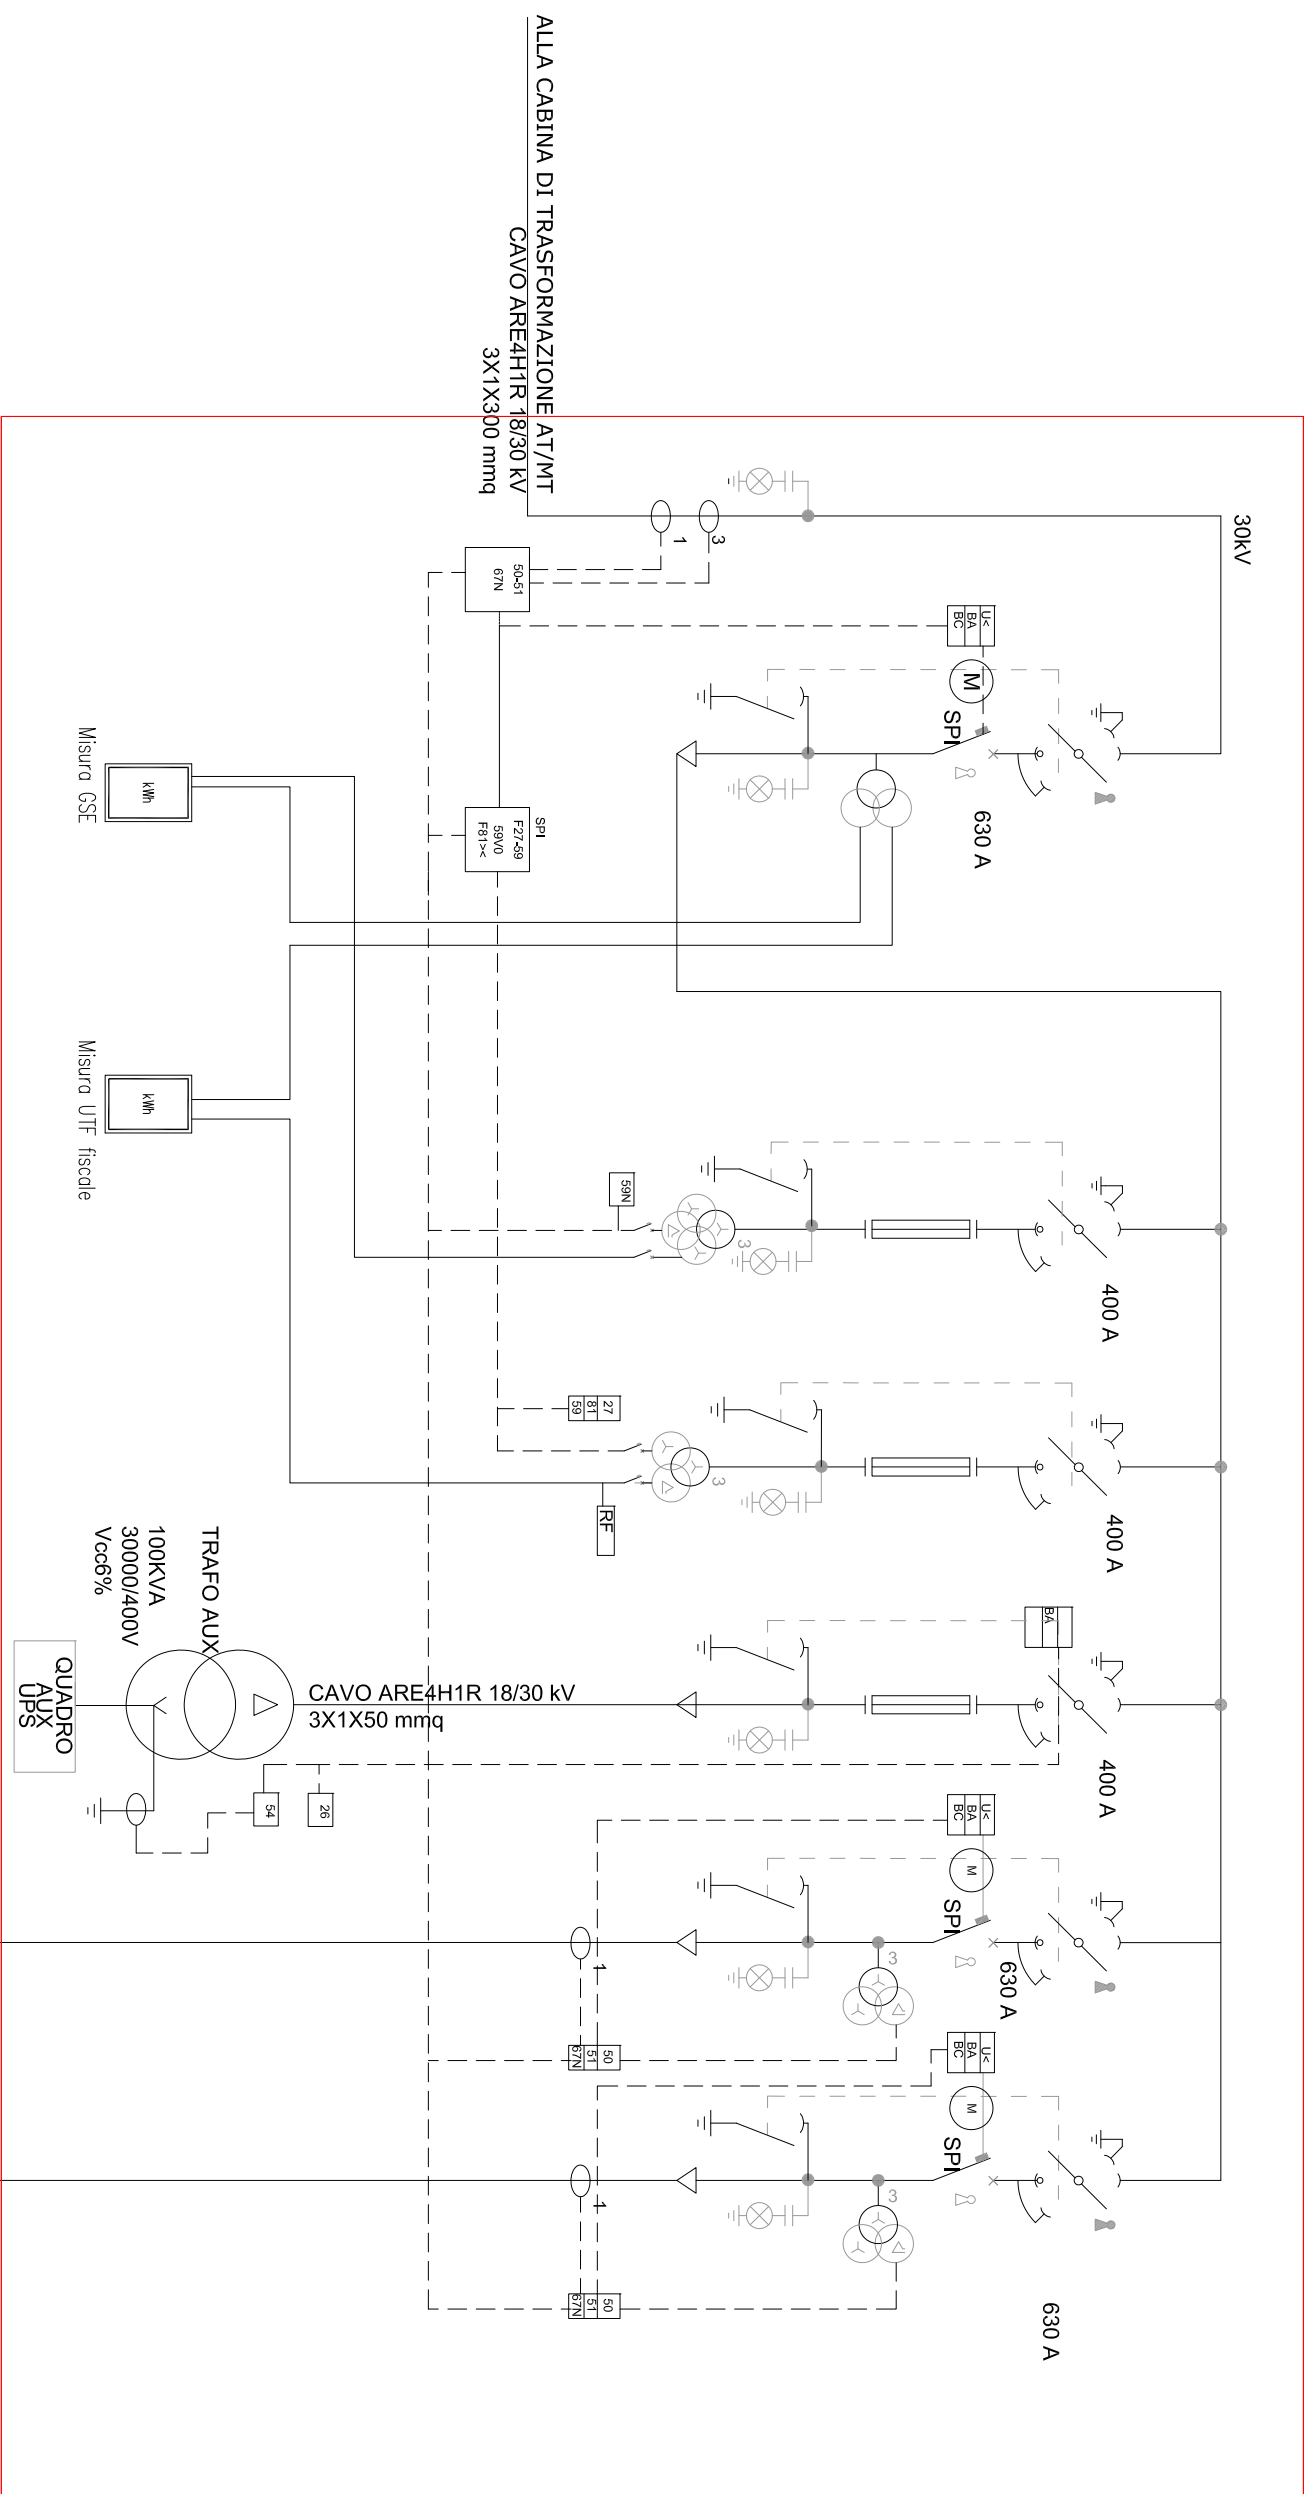 ALLA CABINA DI TRASFORMAZIONE AT/MT
CAVO ARE4H1R 18/30 kV
3X1X300 mmq
30kV
1
3
50-51
67N
U<
BA
BC
M
SPI
630 A
SPI
F27-59
59V0
F81><
kWh
Misura GSE
kWh
Misura UTF fiscale
400 A
59N
3
400 A
27
81
59
3
RF
400 A
BA
CAVO ARE4H1R 18/30 kV
3X1X50 mmq
TRAFO AUX
100KVA
30000/400V
Vcc6%
QUADRO
AUX
UPS
54
26
U<
BA
BC
M
SPI
630 A
3
1
50
51
67N
U<
BA
BC
M
SPI
630 A
3
1
50
51
67N